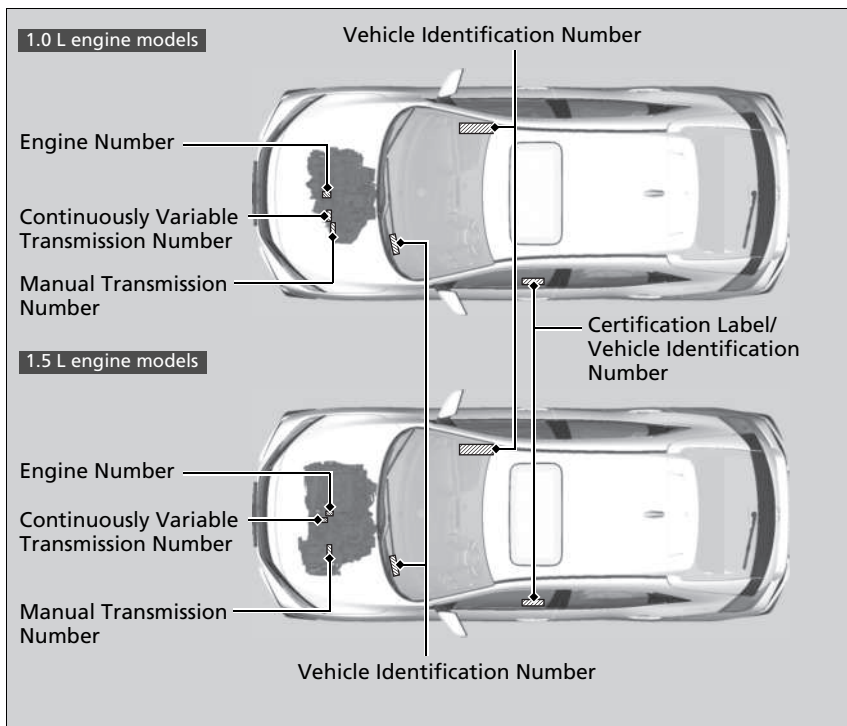 1.0 L engine models
Vehicle Identification Number
Engine Number
Continuously Variable
Transmission Number
Manual Transmission
Number
Certification Label/
Vehicle Identification
Number
1.5 L engine models
Engine Number
Continuously Variable
Transmission Number
Manual Transmission
Number
Vehicle Identification Number